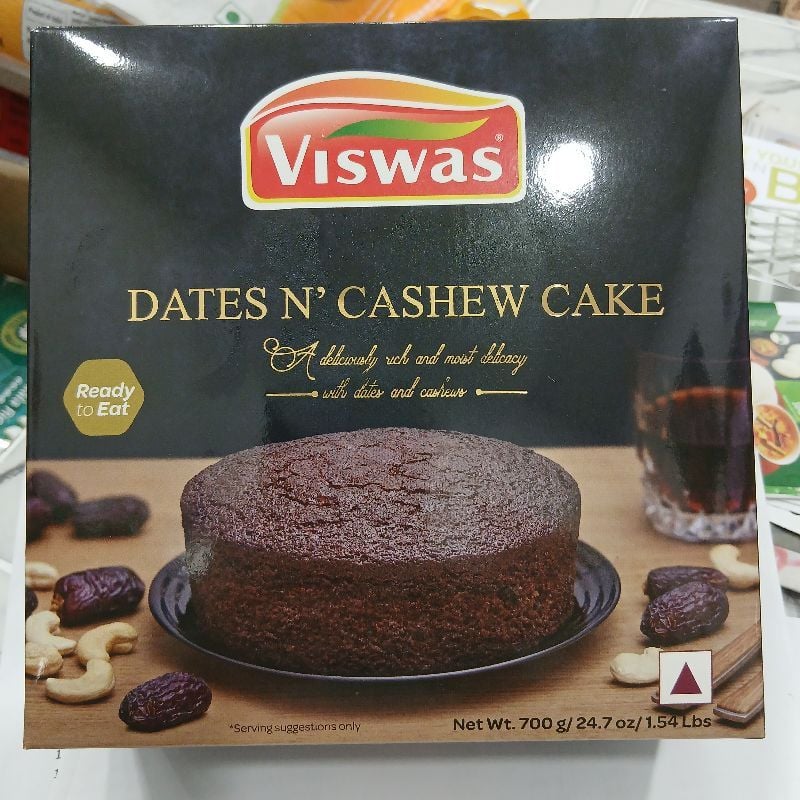 Viswas®
DATES N' CASHEW CAKE
A deliciously rich and moist delicacy
with dates and cashews
Ready
to Eat
*Serving suggestions only
Net Wt. 700 g/ 24.7 oz/ 1.54 Lbs
YOU
B